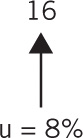 16
u = 8%